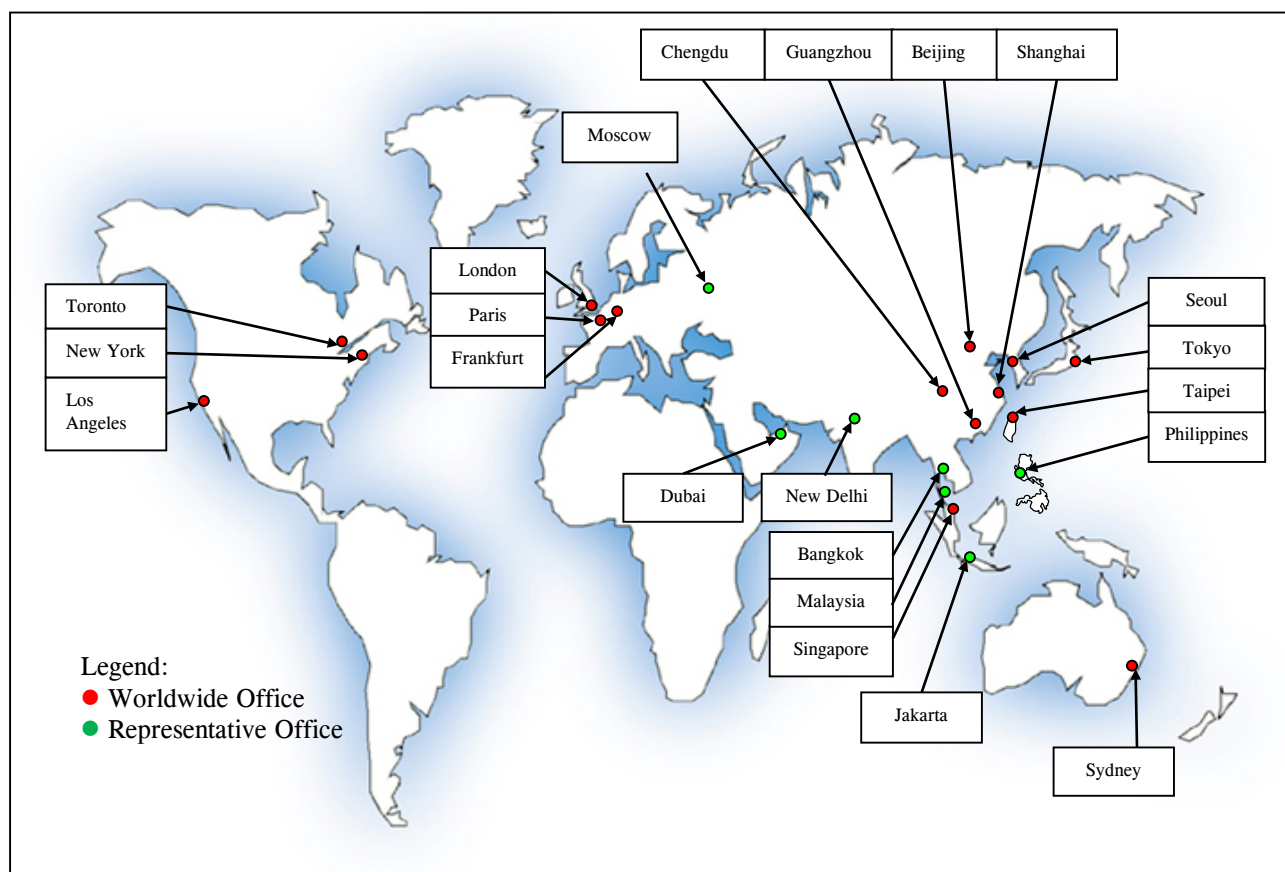 Chengdu
Guangzhou
Beijing
Shanghai
Moscow
London
Paris
Frankfurt
Toronto
New York
Los
Angeles
Seoul
Tokyo
Taipei
Philippines
Dubai
New Delhi
Bangkok
Malaysia
Singapore
Jakarta
Sydney
Legend:
Worldwide Office
Representative Office